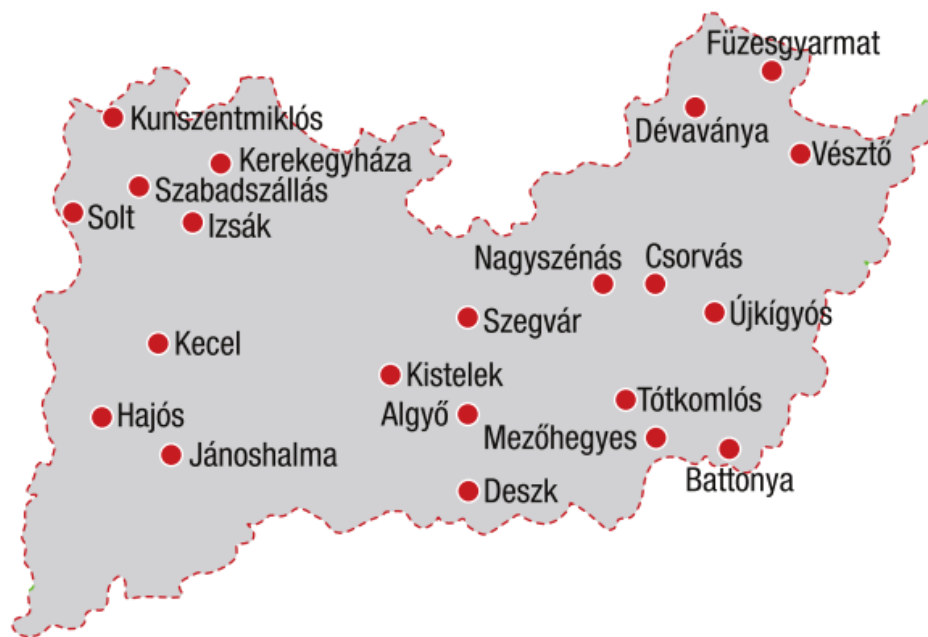 Füzesgyarmat
Kunszentmiklós
Dévaványa
Vésztő
Kerekegyháza
Szabadszállás
Solt
Izsák
Nagyszénás
Csorvás
Szegvár
Újkígyós
Kecel
Kistelek
Tótkomlós
Hajós
Algyő
Mezőhegyes
Jánoshalma
Battonya
Deszk